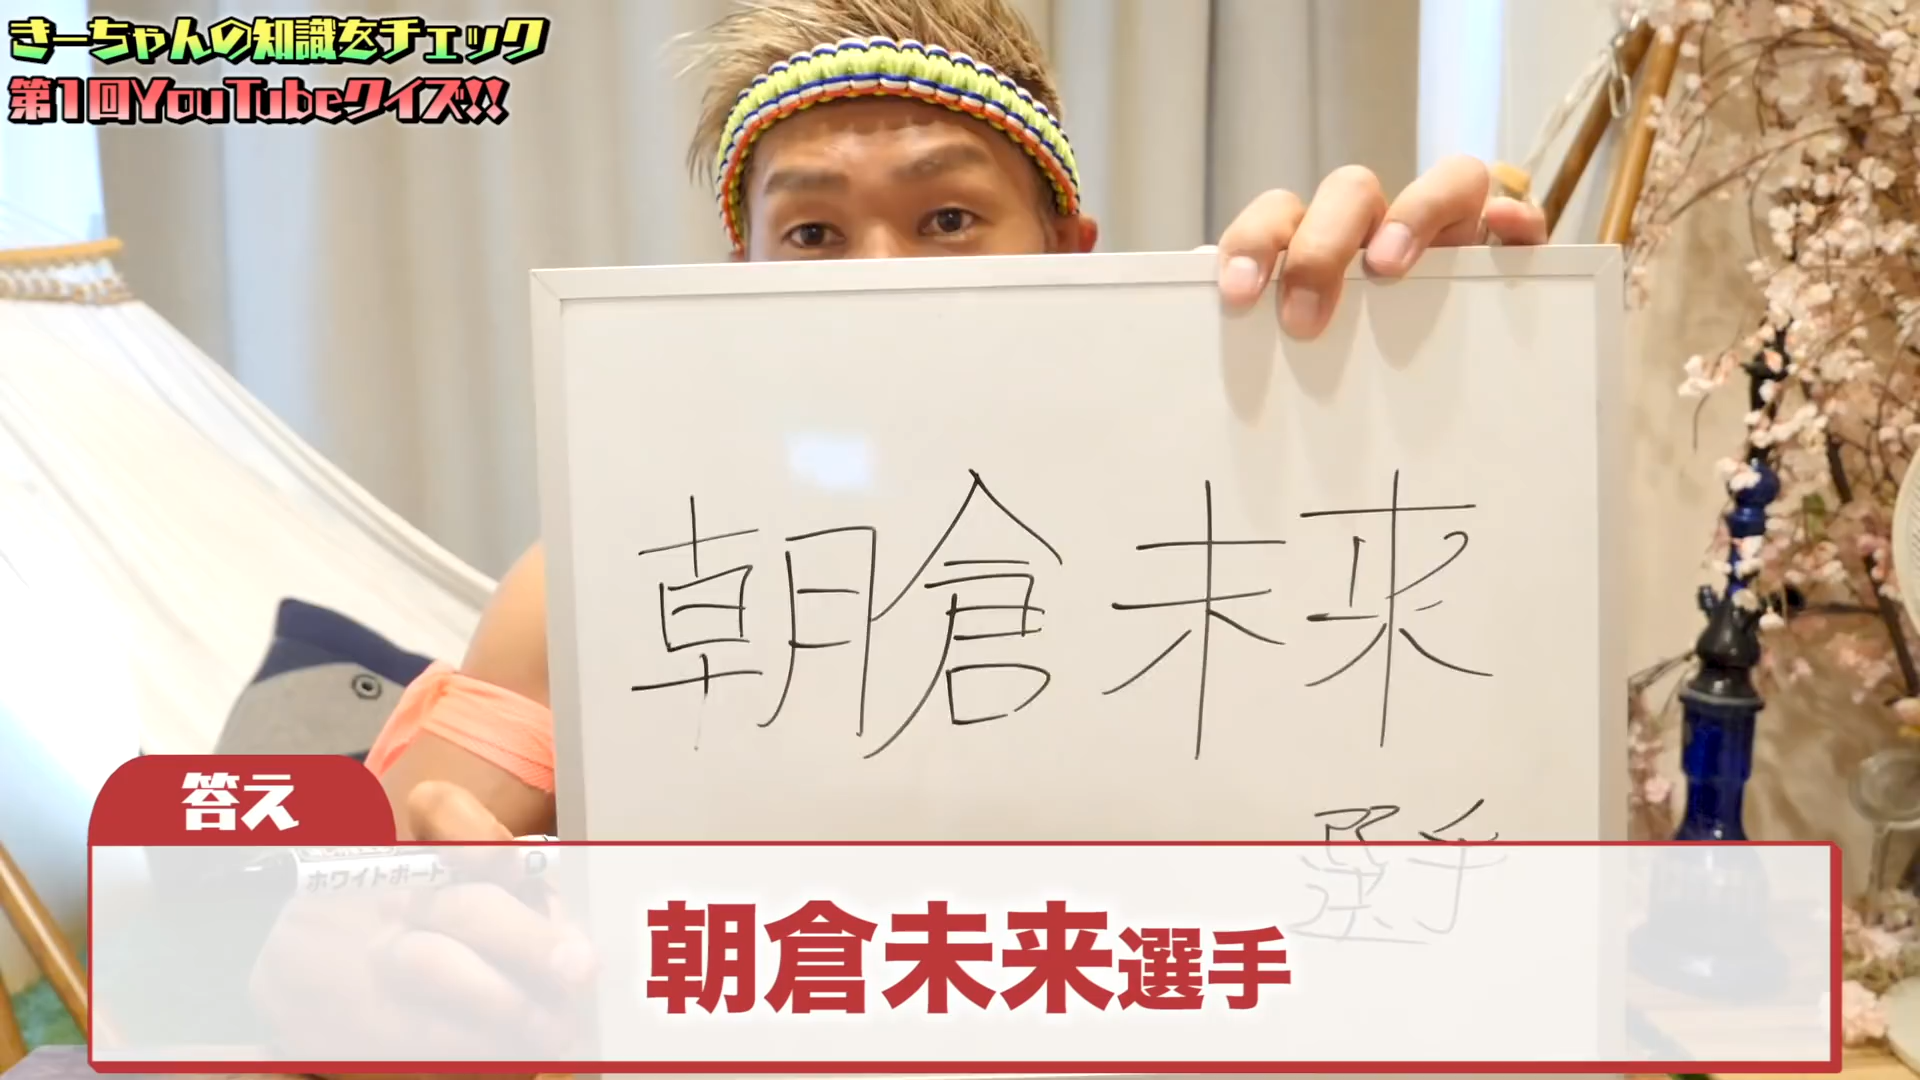 きーちゃんの知識をチェック
第1回YouTubeクイズ!!
朝倉未来
選手
答え
ホワイトボート
朝倉未来選手